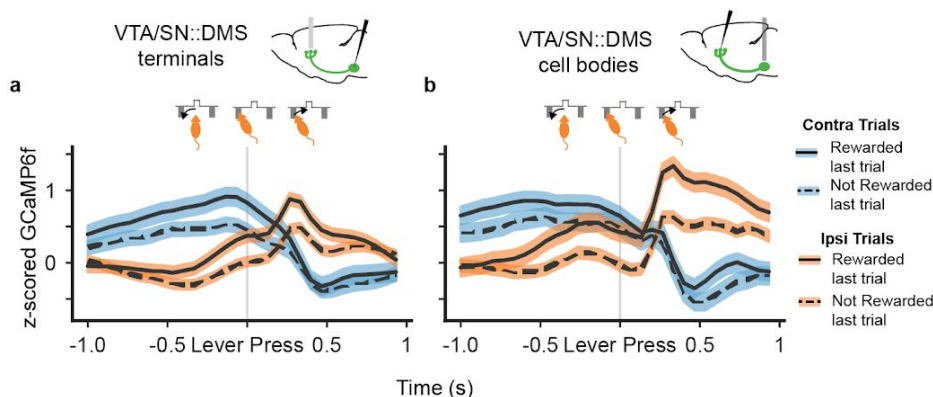 VTA/SN::DMS
terminals
VTA/SN::DMS
cell bodies
a
b
z-scored GCaMP6f
1
0
-1.0
-0.5
Lever Press
0.5
1
-1.0
-0.5
Lever Press
0.5
1
Time (s)
Contra Trials
Rewarded
last trial
Not Rewarded
last trial
Ipsi Trials
Rewarded
last trial
Not Rewarded
last trial